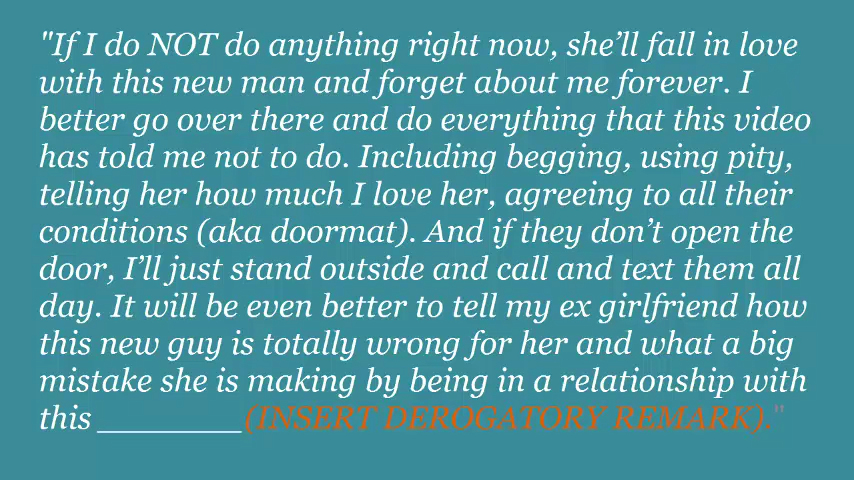 "If I do NOT do anything right now, she’ll fall in love
with this new man and forget about me forever. I
better go over there and do everything that this video
has told me not to do. Including begging, using pity,
telling her how much I love her, agreeing to all their
conditions (aka doormat). And if they don’t open the
door, I’ll just stand outside and call and text them all
day. It will be even better to tell my ex girlfriend how
this new guy is totally wrong for her and what a big
mistake she is making by being in a relationship with
this _________(INSERT DEROGATORY REMARK)."